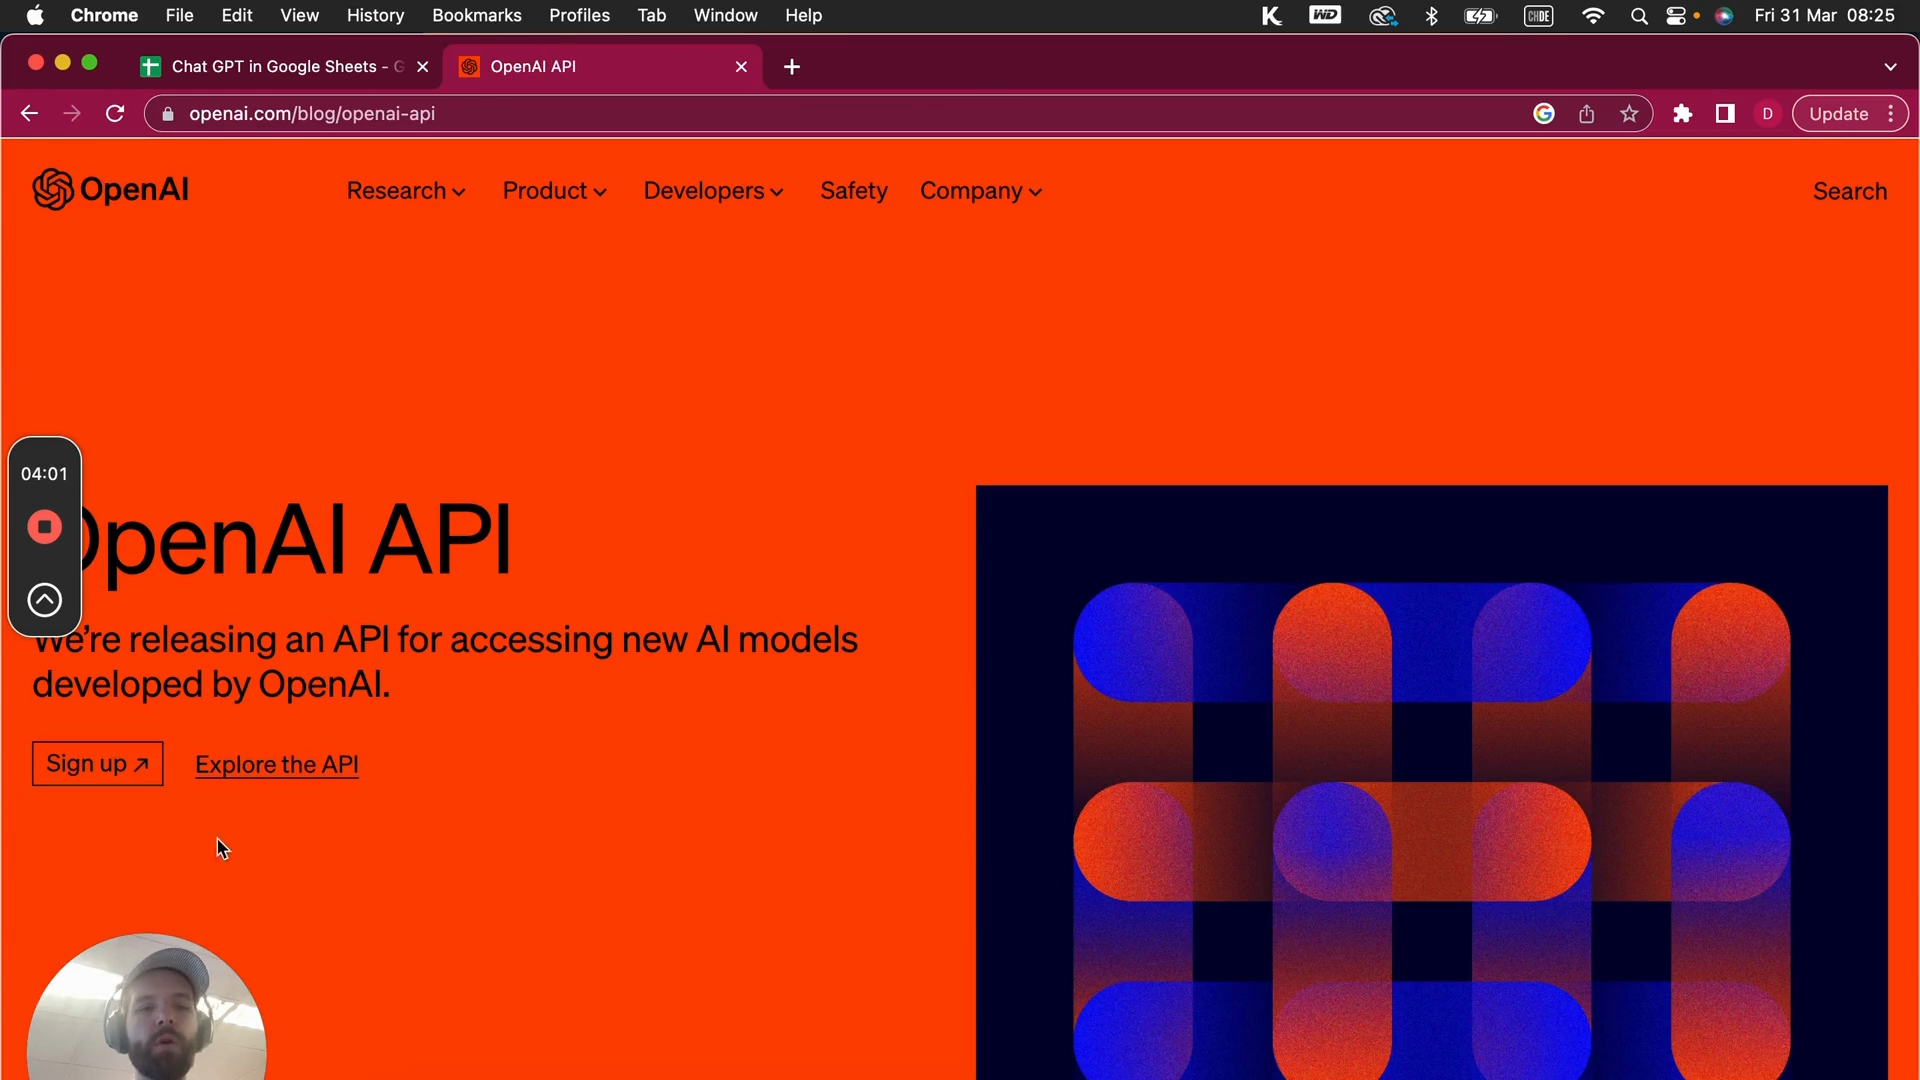 Chrome File Edit View History Bookmarks Profiles Tab Window Help K WD CHDE Fri 31 Mar 08:25
Chat GPT in Google Sheets - G OpenAI API
openai.com/blog/openai-api D Update
OpenAI Research Product Developers Safety Company Search
04:01
OpenAI API
We're releasing an API for accessing new AI models
developed by OpenAI.
Sign up ↗ Explore the API